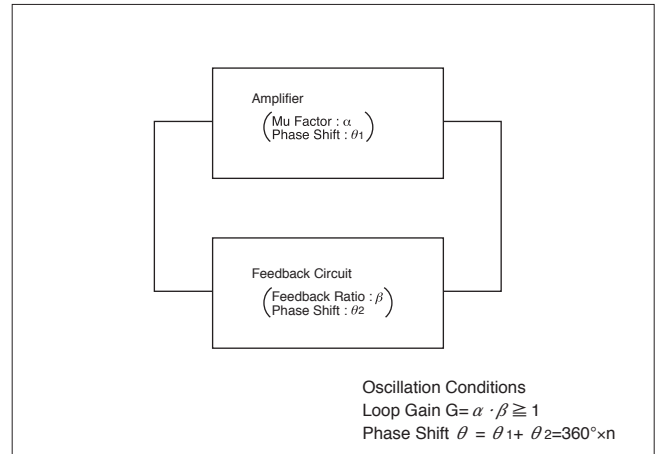 Amplifier
Mu Factor : α
Phase Shift : θ1
Feedback Circuit
Feedback Ratio : β
Phase Shift : θ2
Oscillation Conditions
Loop Gain G= α · β ≧ 1
Phase Shift θ = θ1+ θ2=360°×n